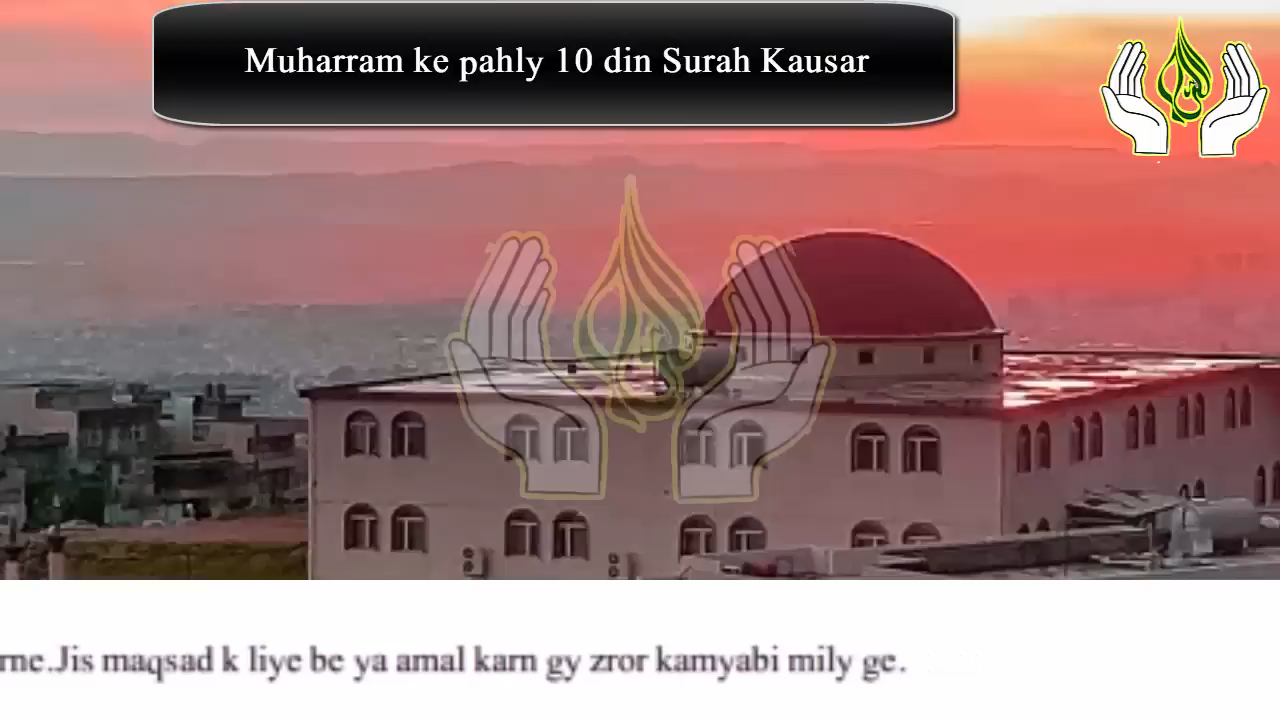 Muharram ke pahly 10 din Surah Kausar
rne.Jis maqsad k liye be ya amal karn gy zror kamyabi mily ge.